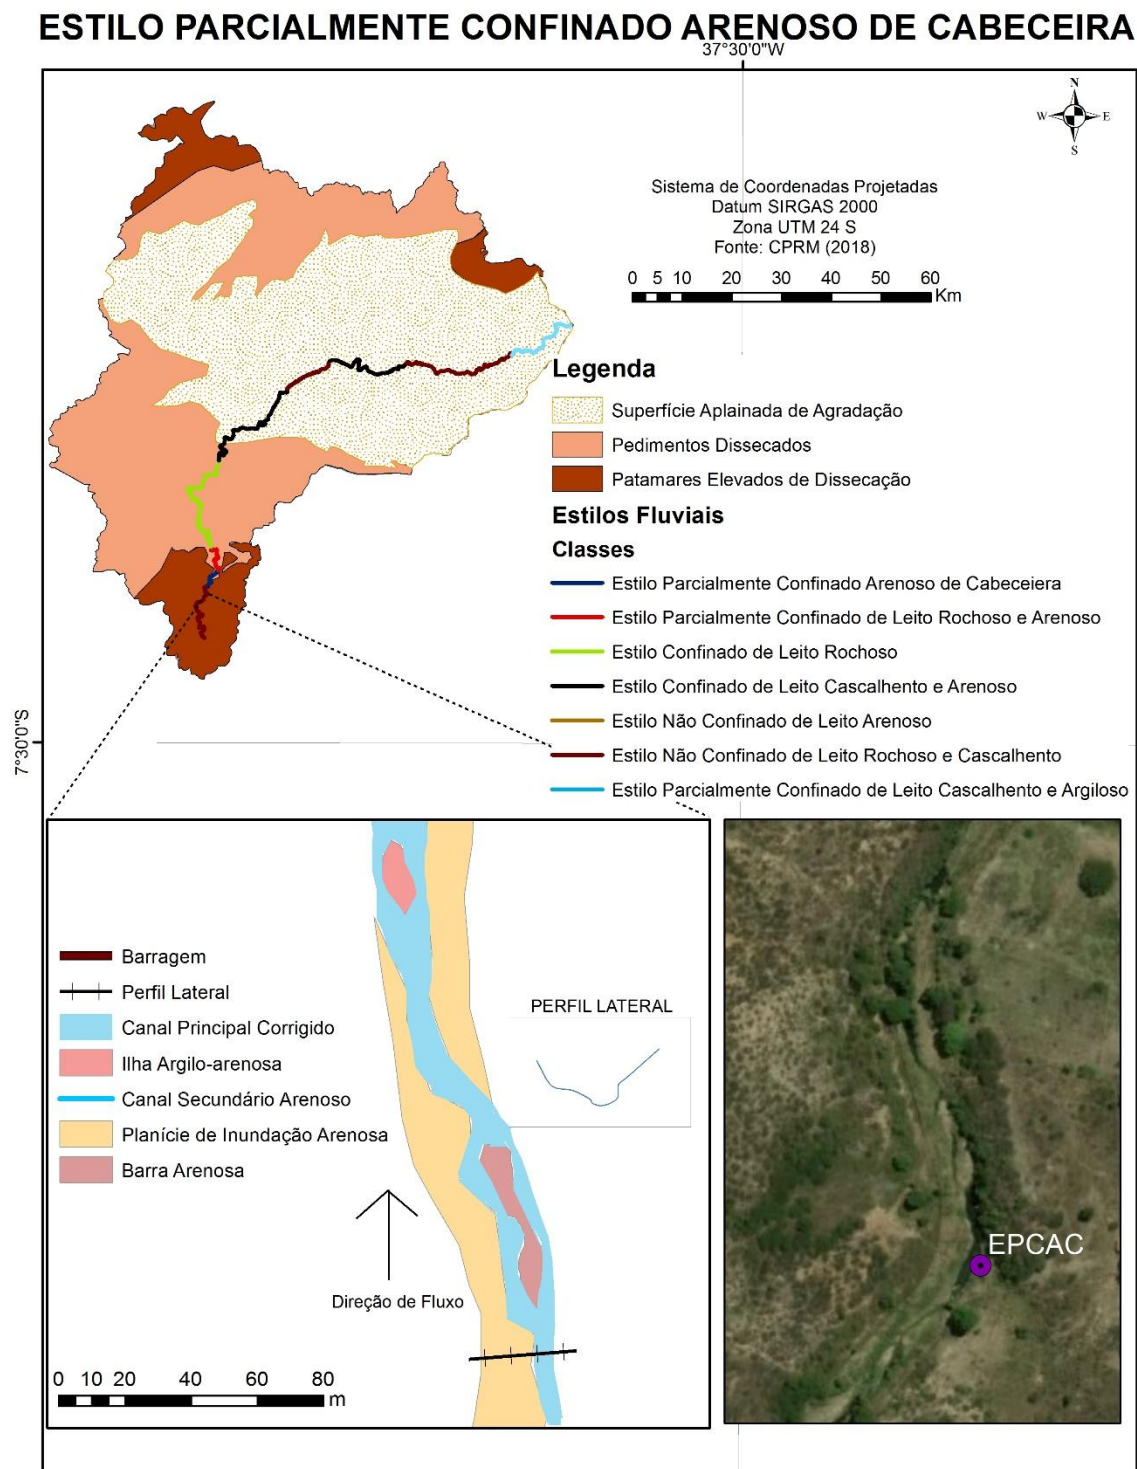 ESTILO PARCIALMENTE CONFINADO ARENOSO DE CABECEIRA
37°30'0"W
N
W E
S
Sistema de Coordenadas Projetadas
Datum SIRGAS 2000
Zona UTM 24 S
Fonte: CPRM (2018)
0 5 10 20 30 40 50 60
Km
Legenda
Superfície Aplainada de Agradação
Pedimentos Dissecados
Patamares Elevados de Dissecação
Estilos Fluviais
Classes
Estilo Parcialmente Confinado Arenoso de Cabeceiera
Estilo Parcialmente Confinado de Leito Rochoso e Arenoso
Estilo Confinado de Leito Rochoso
Estilo Confinado de Leito Cascalhento e Arenoso
Estilo Não Confinado de Leito Arenoso
Estilo Não Confinado de Leito Rochoso e Cascalhento
Estilo Parcialmente Confinado de Leito Cascalhento e Argiloso
7°30'0"S
Barragem
Perfil Lateral
Canal Principal Corrigido
Ilha Argilo-arenosa
Canal Secundário Arenoso
Planície de Inundação Arenosa
Barra Arenosa
PERFIL LATERAL
Direção de Fluxo
0 10 20 40 60 80
m
EPCAC